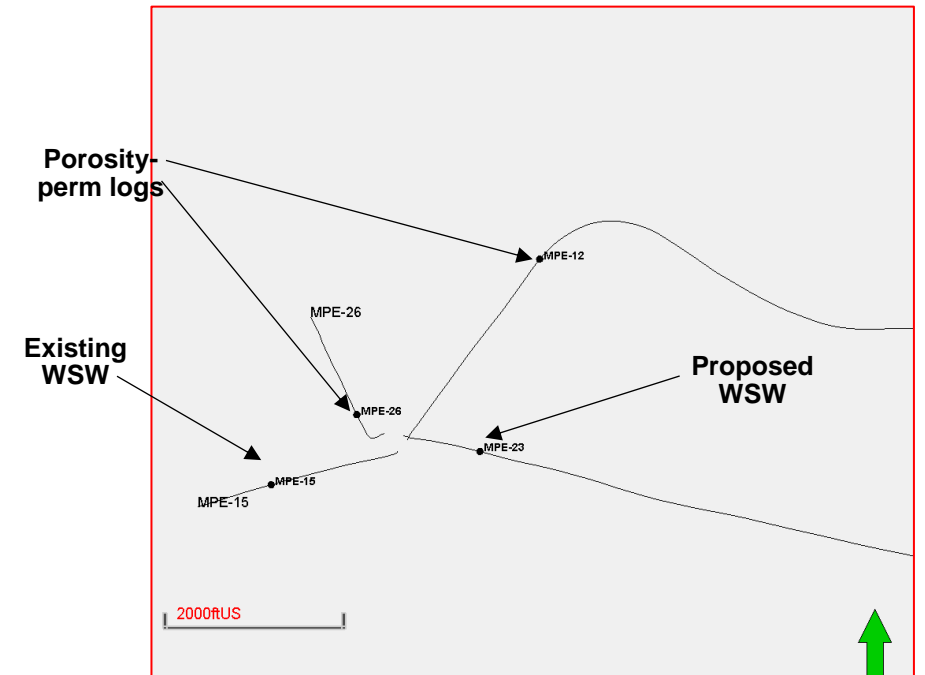 Porosity-
perm logs
MPE-12
MPE-26
Existing
WSW
Proposed
WSW
MPE-26
MPE-23
MPE-15
MPE-15
2000ftUS